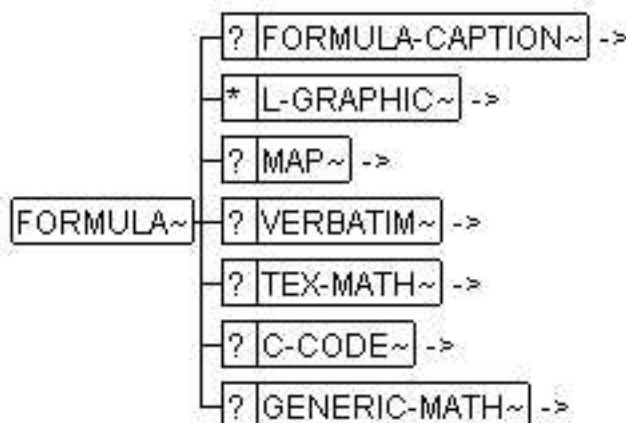 ? FORMULA-CAPTION~ ->
* L-GRAPHIC~ ->
? MAP~ ->
FORMULA~ ? VERBATIM~ ->
? TEX-MATH~ ->
? C-CODE~ ->
? GENERIC-MATH~ ->